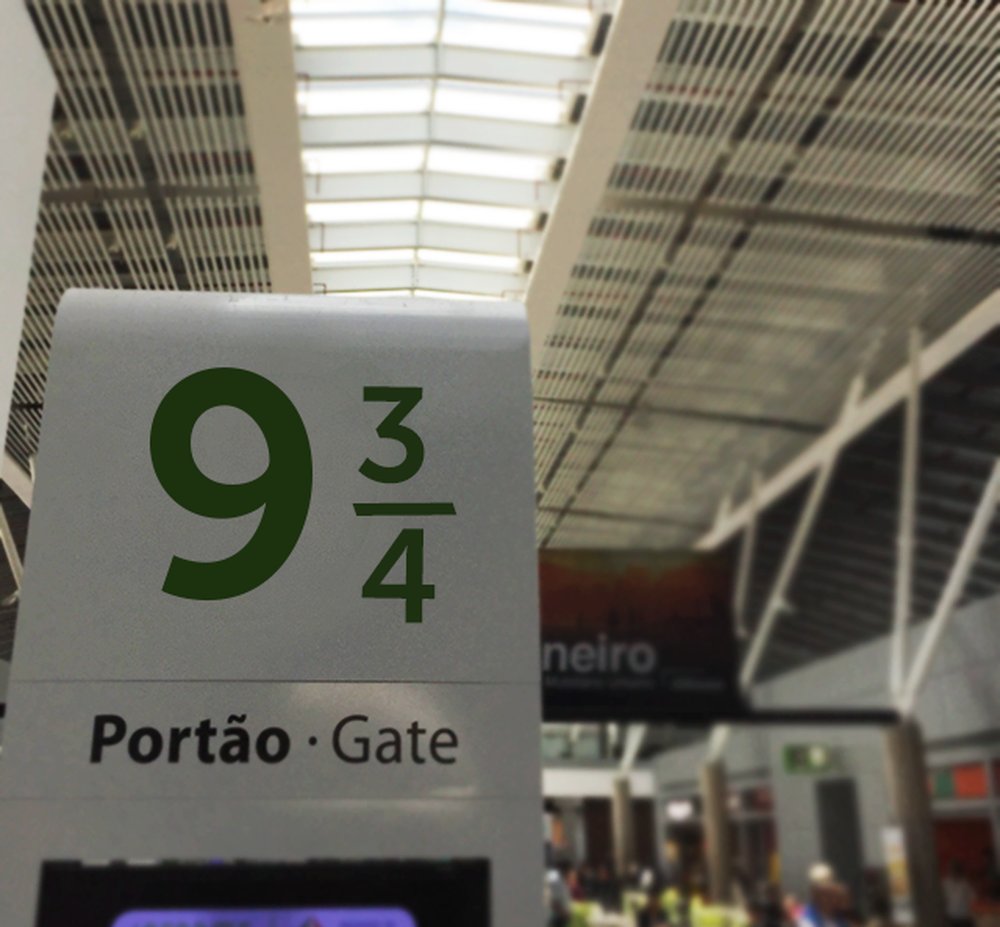 9 3/4
Portão · Gate
neiro